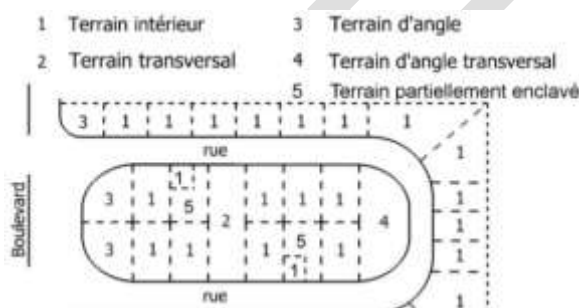 1 Terrain intérieur
2 Terrain transversal
3 Terrain d'angle
4 Terrain d'angle transversal
5 Terrain partiellement enclavé
3 1 1 1 1 1 1 1 1
rue
1
1
3 1 5 2 1 1 1 4
1
1
3 1 1 1 5 1
1
1
1
rue
1
Boulevard